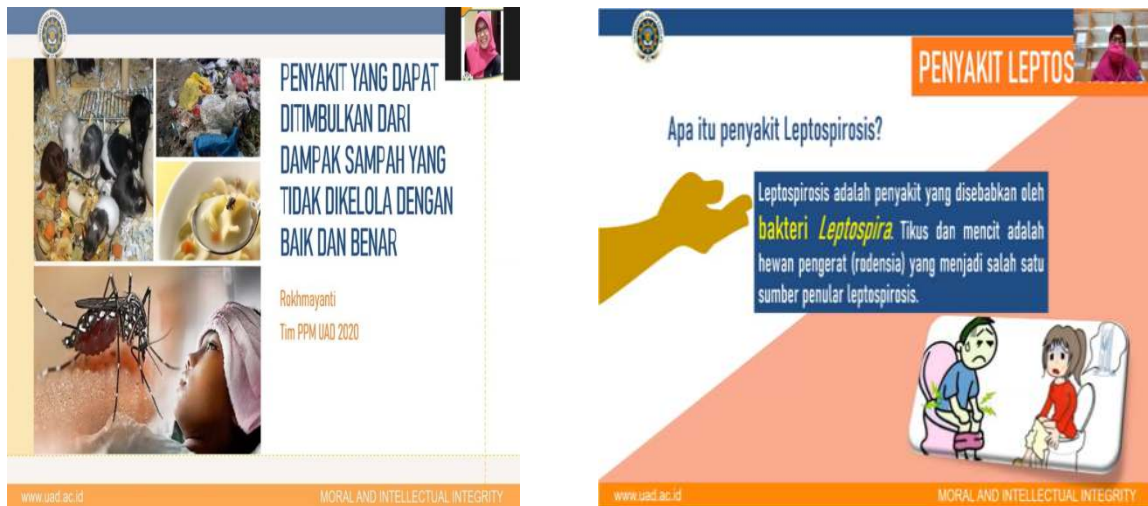 PENYAKIT YANG DAPAT
DITIMBULKAN DARI
DAMPAK SAMPAH YANG
TIDAK DIKELOLA DENGAN
BAIK DAN BENAR
Rokhmayanti
Tim PPM UAD 2020
www.uad.ac.id
MORAL AND INTELLECTUAL INTEGRITY
PENYAKIT LEPTOS
Apa itu penyakit Leptospirosis?
Leptospirosis adalah penyakit yang disebabkan oleh
bakteri Leptospira. Tikus dan mencit adalah
hewan pengerat (rodensia) yang menjadi salah satu
sumber penular leptospirosis.
www.uad.ac.id
MORAL AND INTELLECTUAL INTEGRITY